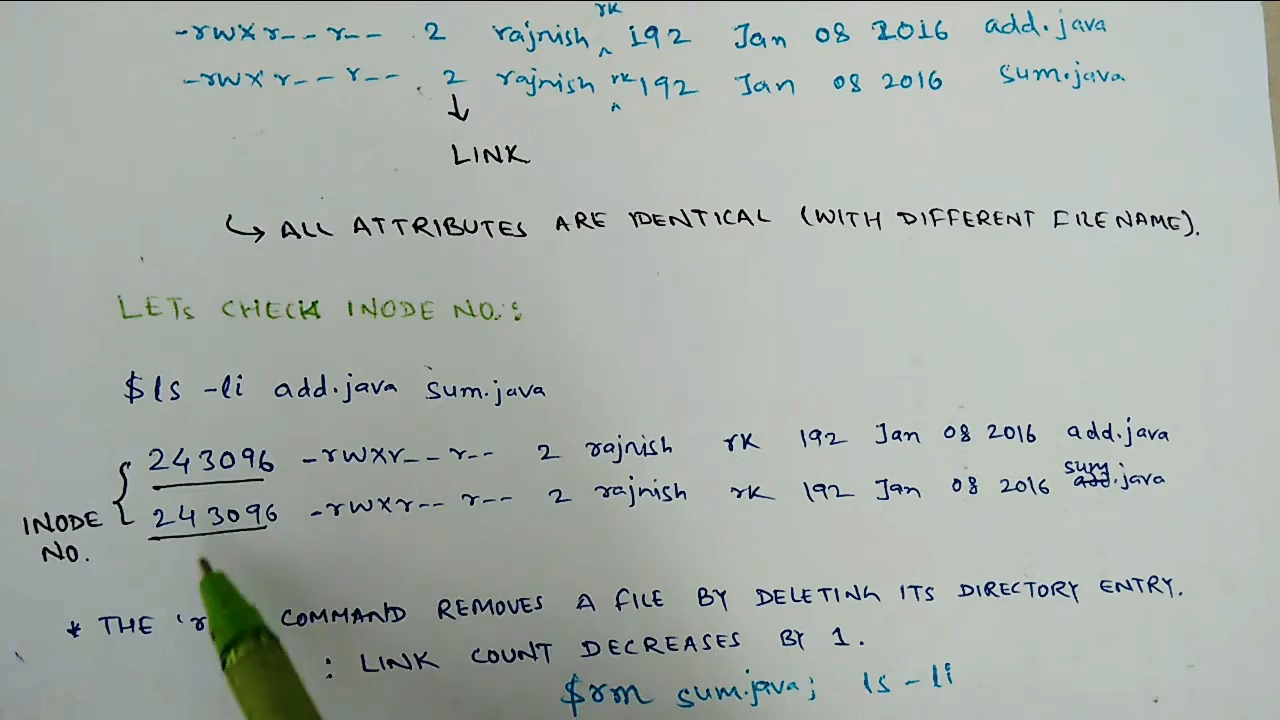 rk
-rwxr--r-- 2 rajnish ^ 192 Jan 08 2016 add.java
-rwxr--r-- 2 rajnish rk ^ 192 Jan 08 2016 sum.java
↓
LINK
↳ ALL ATTRIBUTES ARE IDENTICAL (WITH DIFFERENT FILENAME).
LETS CHECK INODE NO.:
$ls -li add.java sum.java
243096 -rwxr--r-- 2 rajnish rk 192 Jan 08 2016 add.java
243096 -rwxr--r-- 2 rajnish rk 192 Jan 08 2016 sum.java
INODE NO.
* THE COMMAND REMOVES A FILE BY DELETING ITS DIRECTORY ENTRY.
: LINK COUNT DECREASES BY 1.
$rm sum.java; ls -li